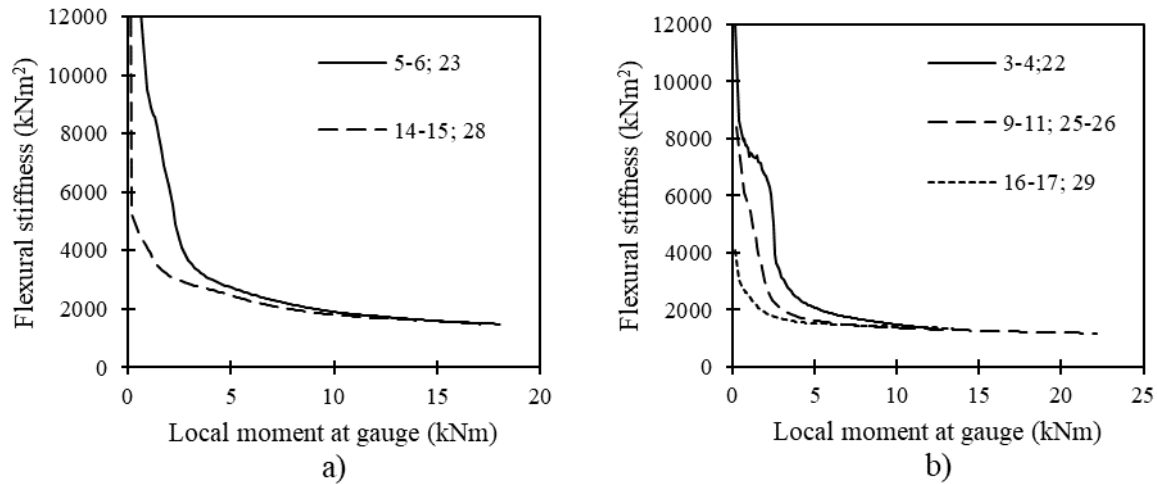 Flexural stiffness (kNm²)
12000
10000
8000
6000
4000
2000
0
5-6; 23
14-15; 28
0 5 10 15 20
Local moment at gauge (kNm)
a)
Flexural stiffness (kNm²)
12000
10000
8000
6000
4000
2000
0
3-4;22
9-11; 25-26
16-17; 29
0 5 10 15 20 25
Local moment at gauge (kNm)
b)